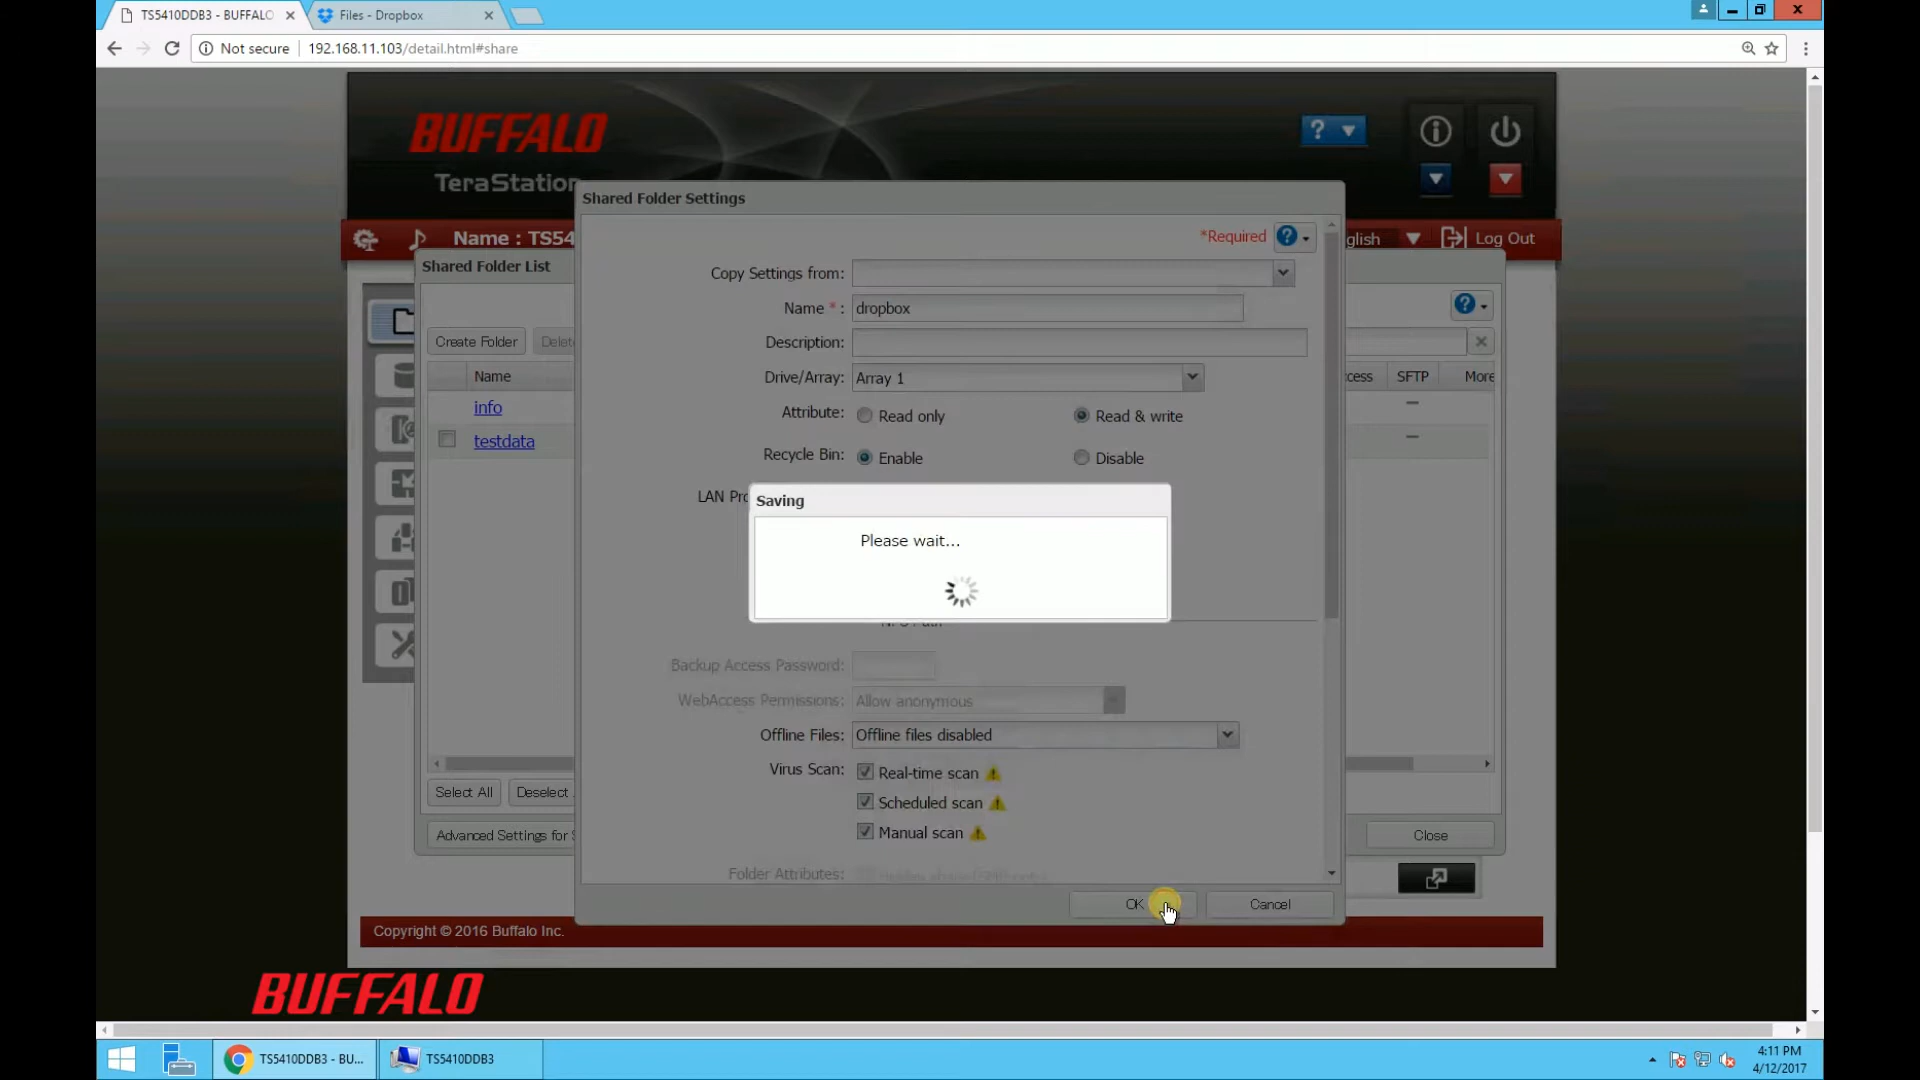 TS5410DDB3 - BUFFALO
Files - Dropbox
Not secure
192.168.11.103/detail.html#share
BUFFALO
TeraStation
?
Shared Folder Settings
Name : TS54
*Required
glish
Log Out
Shared Folder List
Copy Settings from:
Name * :
dropbox
Create Folder
Delet
Description:
Name
Drive/Array:
Array 1
cess
SFTP
More
info
Attribute:
Read only
Read & write
testdata
Recycle Bin:
Enable
Disable
LAN Pro
Saving
Please wait...
Backup Access Password:
WebAccess Permissions:
Allow anonymous
Offline Files:
Offline files disabled
Virus Scan:
Real-time scan
Select All
Deselect
Scheduled scan
Advanced Settings for S
Manual scan
Close
Folder Attributes:
OK
Cancel
Copyright © 2016 Buffalo Inc.
BUFFALO
TS5410DDB3 - BU...
TS5410DDB3
4:11 PM
4/12/2017